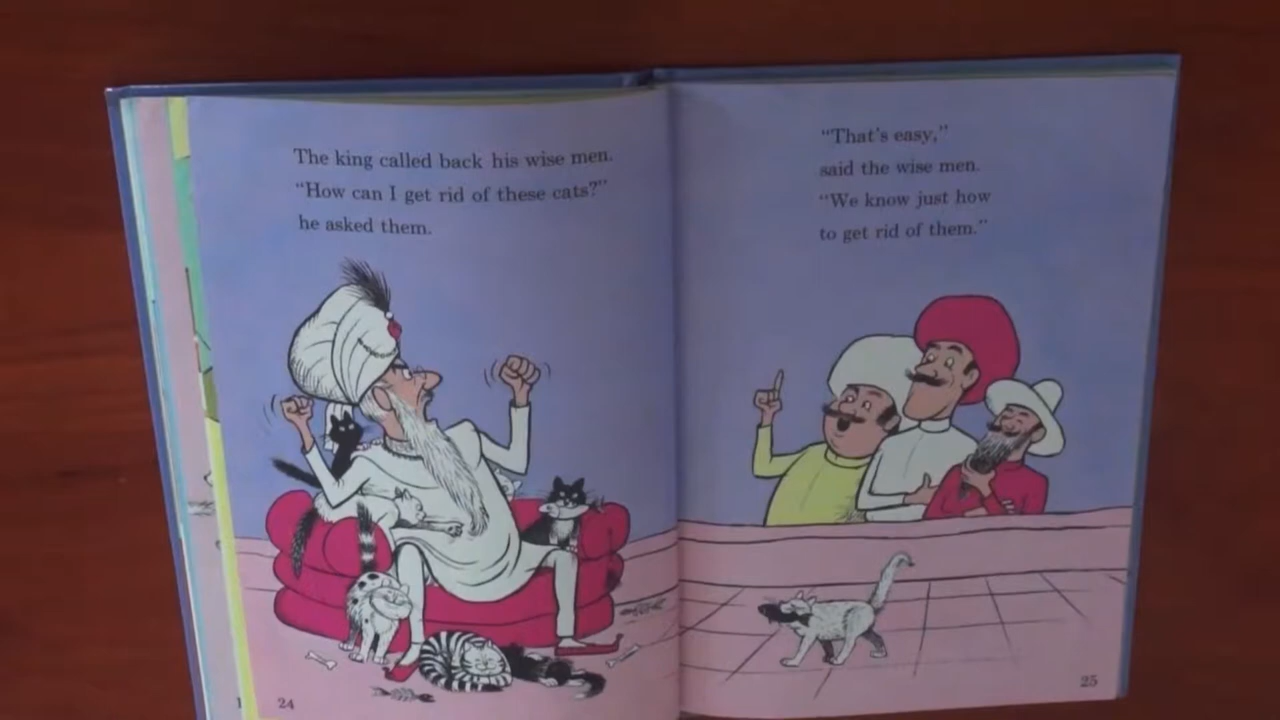 The king called back his wise men.
“How can I get rid of these cats?”
he asked them.
24
“That’s easy,”
said the wise men.
“We know just how
to get rid of them.”
25